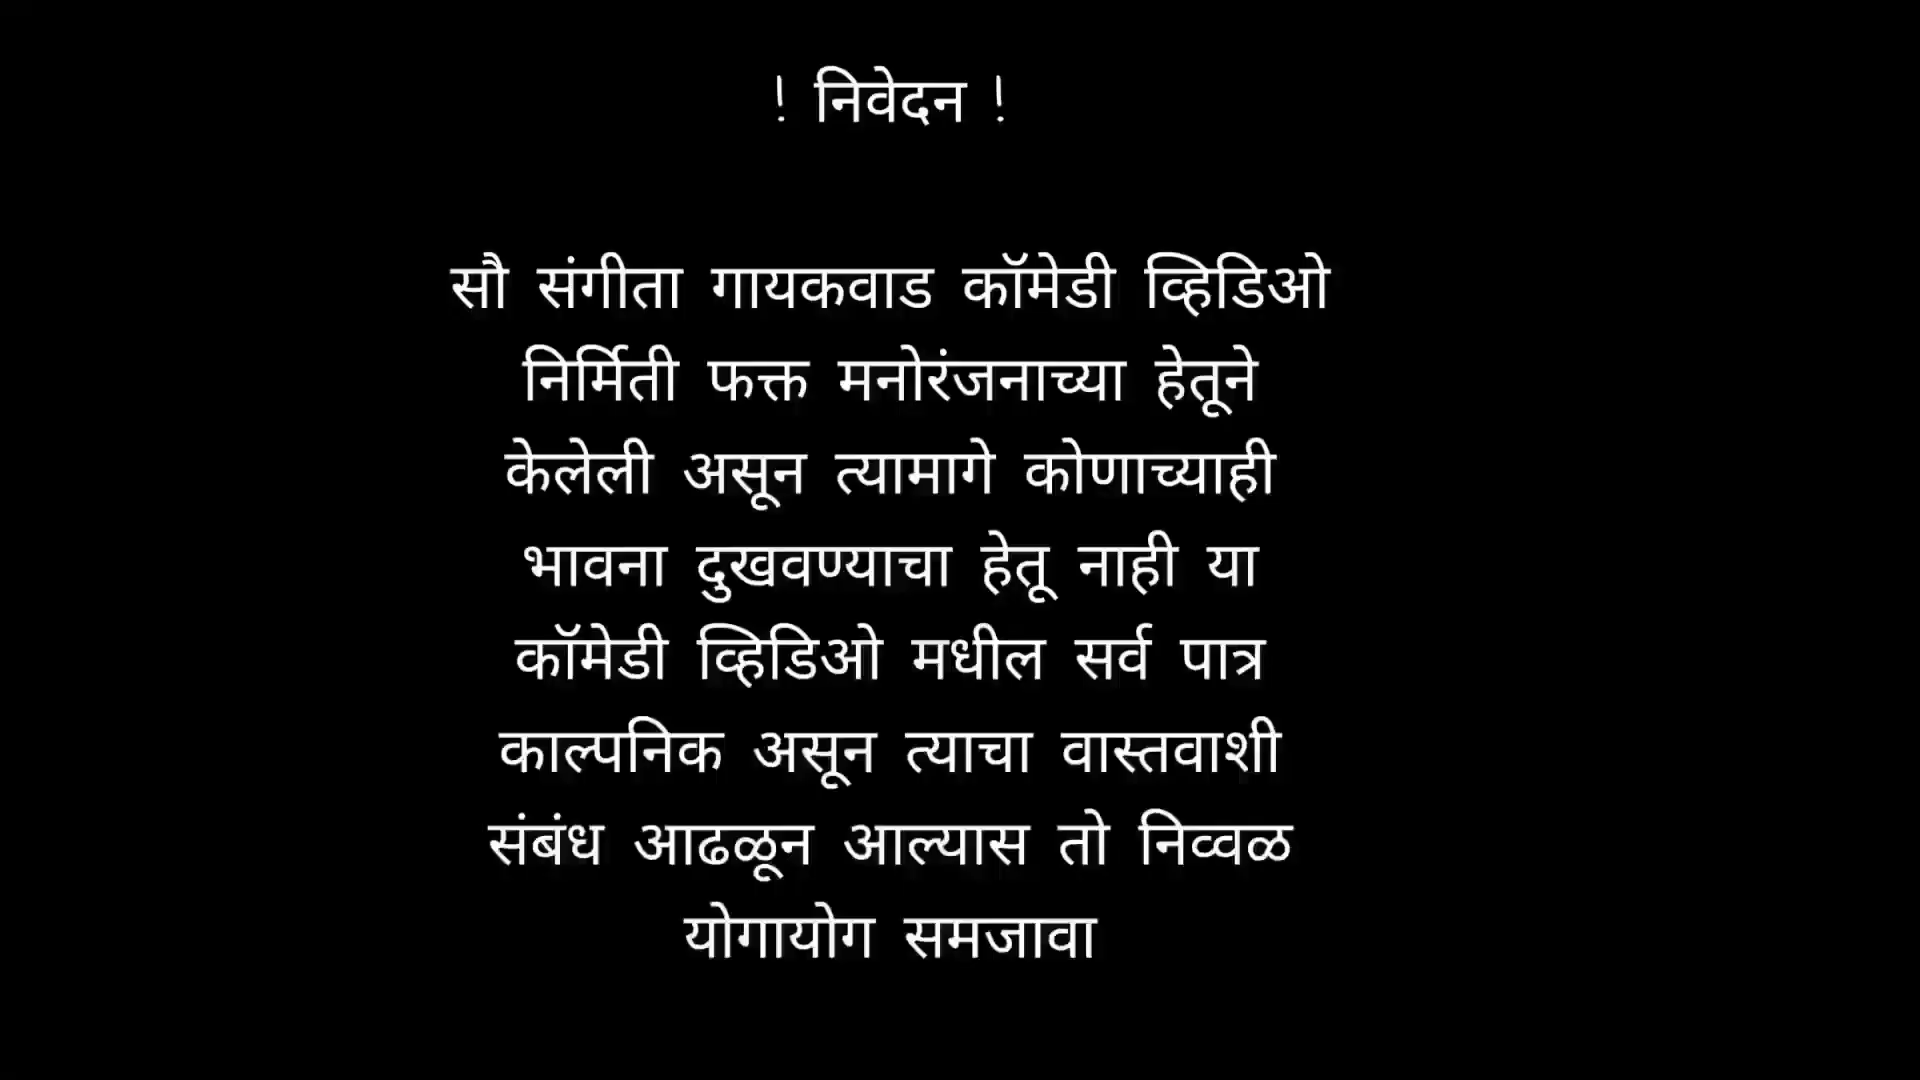 ! निवेदन !
सौ संगीता गायकवाड कॉमेडी व्हिडिओ
निर्मिती फक्त मनोरंजनाच्या हेतूने
केलेली असून त्यामागे कोणाच्याही
भावना दुखवण्याचा हेतू नाही या
कॉमेडी व्हिडिओ मधील सर्व पात्र
काल्पनिक असून त्याचा वास्तवाशी
संबंध आढळून आल्यास तो निव्वळ
योगायोग समजावा